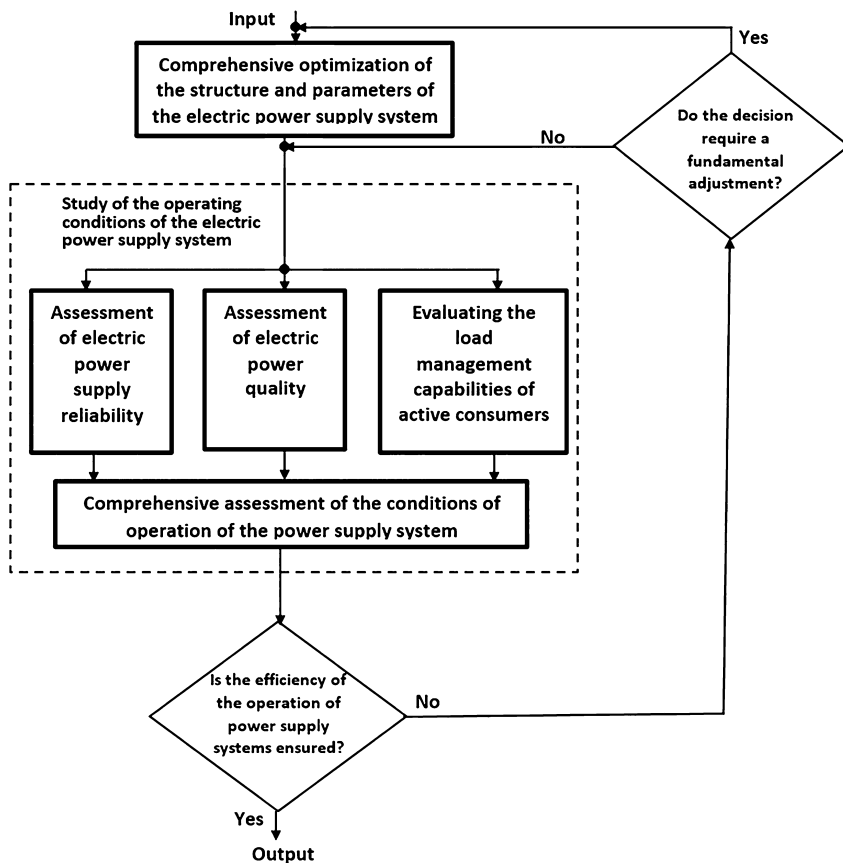 Input
Yes
Comprehensive optimization of
the structure and parameters of
the electric power supply system
Do the decision
require a
fundamental
adjustment?
No
Study of the operating
conditions of the electric
power supply system
Assessment
of electric
power
supply
reliability
Assessment
of electric
power
quality
Evaluating the
load
management
capabilities of
active consumers
Comprehensive assessment of the conditions of
operation of the power supply system
Is the efficiency of
the operation of
power supply
systems ensured?
No
Yes
Output